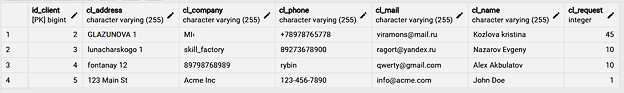 id_client cl_address cl_company cl_phone cl_mail cl_name cl_request
[PK] bigint character varying (255) character varying (255) character varying (255) character varying (255) character varying (255) integer
1 2 GLAZUNOVA 1 +78978765778 viramons@mail.ru Kozlova kristina 45
2 3 lunacharskogo 1 skill_factory 89273678900 ragort@yandex.ru Nazarov Evgeny 10
3 4 fontanay 12 89798768989 rybin qwerty@gmail.com Alex Akbulatov 10
4 5 123 Main St Acme Inc 123-456-7890 info@acme.com John Doe 1